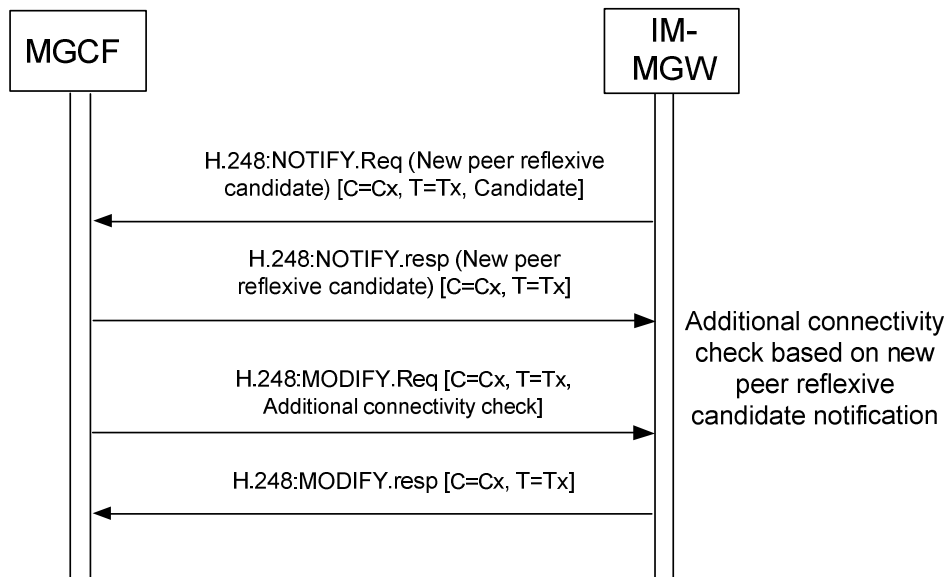 MGCF
IM-
MGW
H.248:NOTIFY.Req (New peer reflexive
candidate) [C=Cx, T=Tx, Candidate]
H.248:NOTIFY.resp (New peer
reflexive candidate) [C=Cx, T=Tx]
Additional connectivity
check based on new
peer reflexive
candidate notification
H.248:MODIFY.Req [C=Cx, T=Tx,
Additional connectivity check]
H.248:MODIFY.resp [C=Cx, T=Tx]